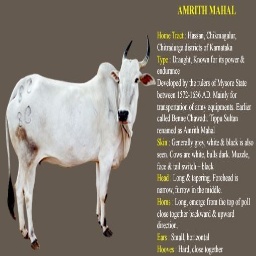 AMRITH MAHAL
Home Tract : Hassan, Chikmagalur,
Chitradurga districts of Karnataka
Type : Draught, Known for its power &
endurance
Developed by the rulers of Mysore State
between 1572-1636 AD. Mainly for
transportation of army equipments. Earlier
called Benne Chawadi. Tippu Sultan
renamed as Amrith Mahal
Skin : Generally grey, white & black is also
seen. Cows are white, bulls dark. Muzzle,
face & tail switch – black
Head : Long & tapering. Forehead is
narrow, furrow in the middle.
Horns : Long, emerge from the top of poll
close together backward & upward
direction.
Ears : Small, horizontal
Hooves : Hard, close together